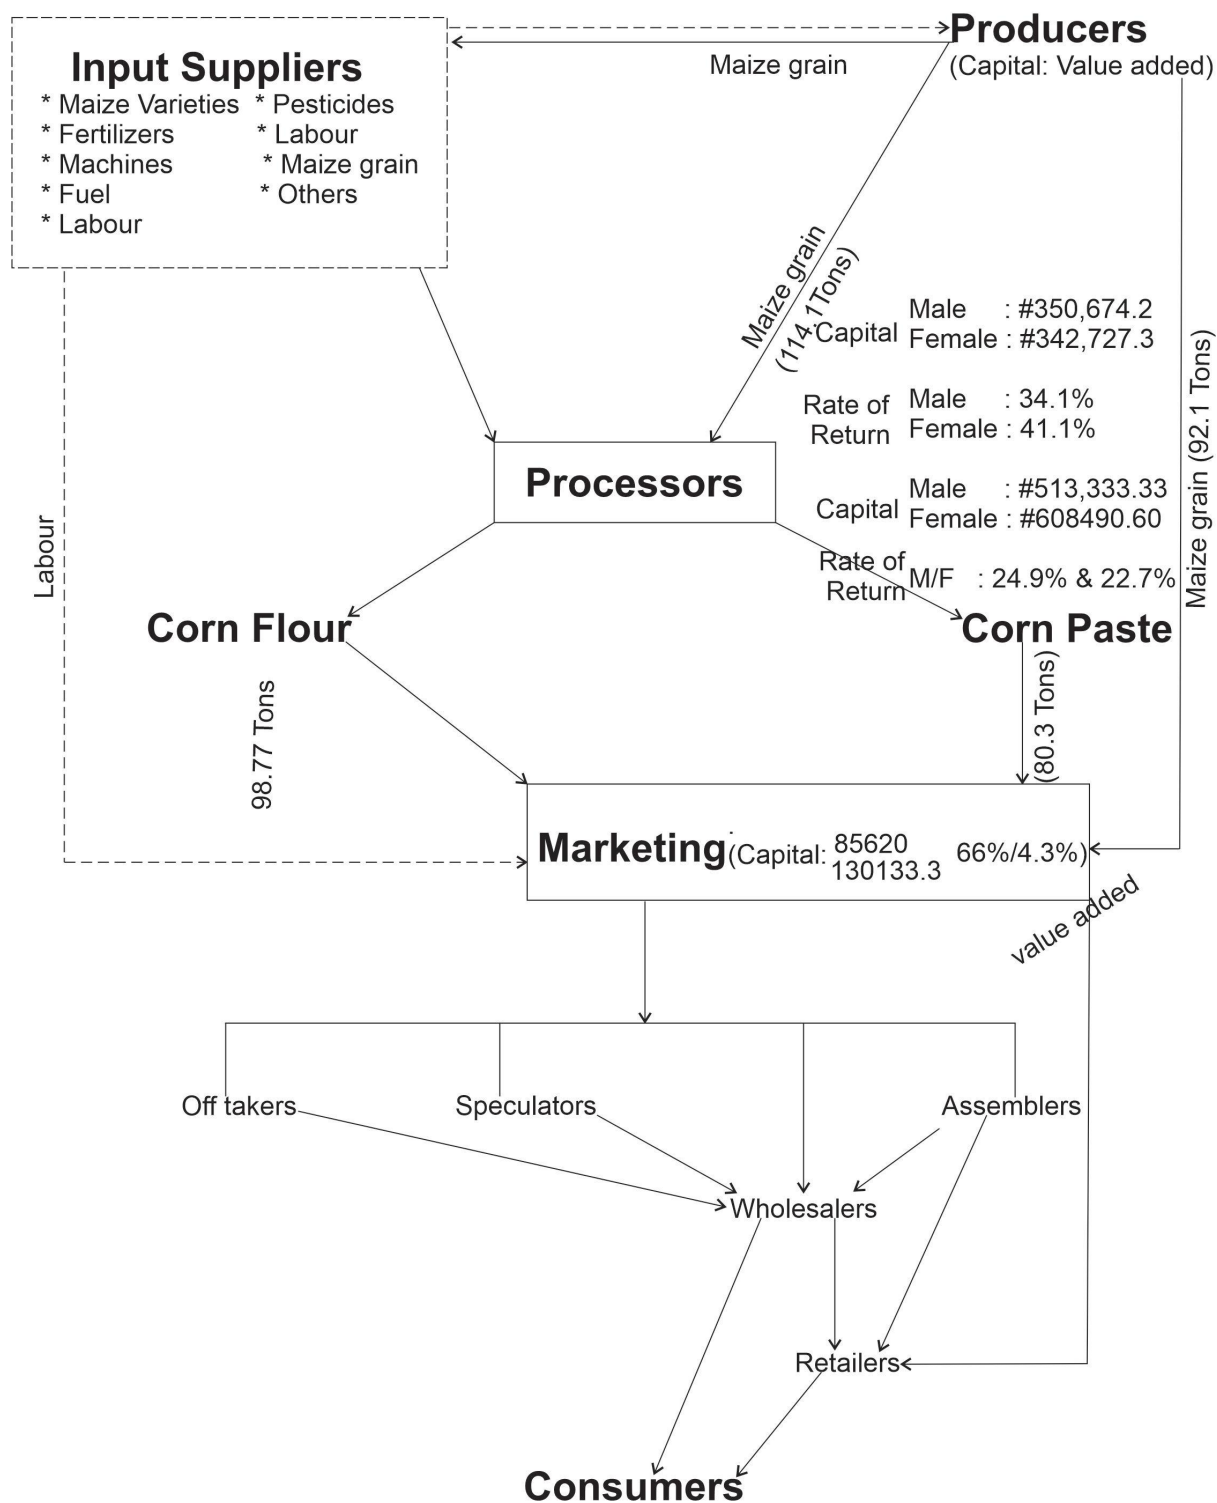 Producers
(Capital: Value added)
Maize grain
Input Suppliers
* Maize Varieties * Pesticides
* Fertilizers * Labour
* Machines * Maize grain
* Fuel * Others
* Labour
Maize grain
(114.1Tons)
Capital
Male : #350,674.2
Female : #342,727.3
Rate of
Return
Male : 34.1%
Female : 41.1%
Maize grain (92.1 Tons)
Processors
Capital
Male : #513,333.33
Female : #608490.60
Rate of
Return
M/F : 24.9% & 22.7%
Labour
Corn Flour
Corn Paste
98.77 Tons
(80.3 Tons)
Marketing (Capital: 85620 66%/4.3%)
130133.3
value added
Off takers Speculators Assemblers
Wholesalers
Retailers
Consumers